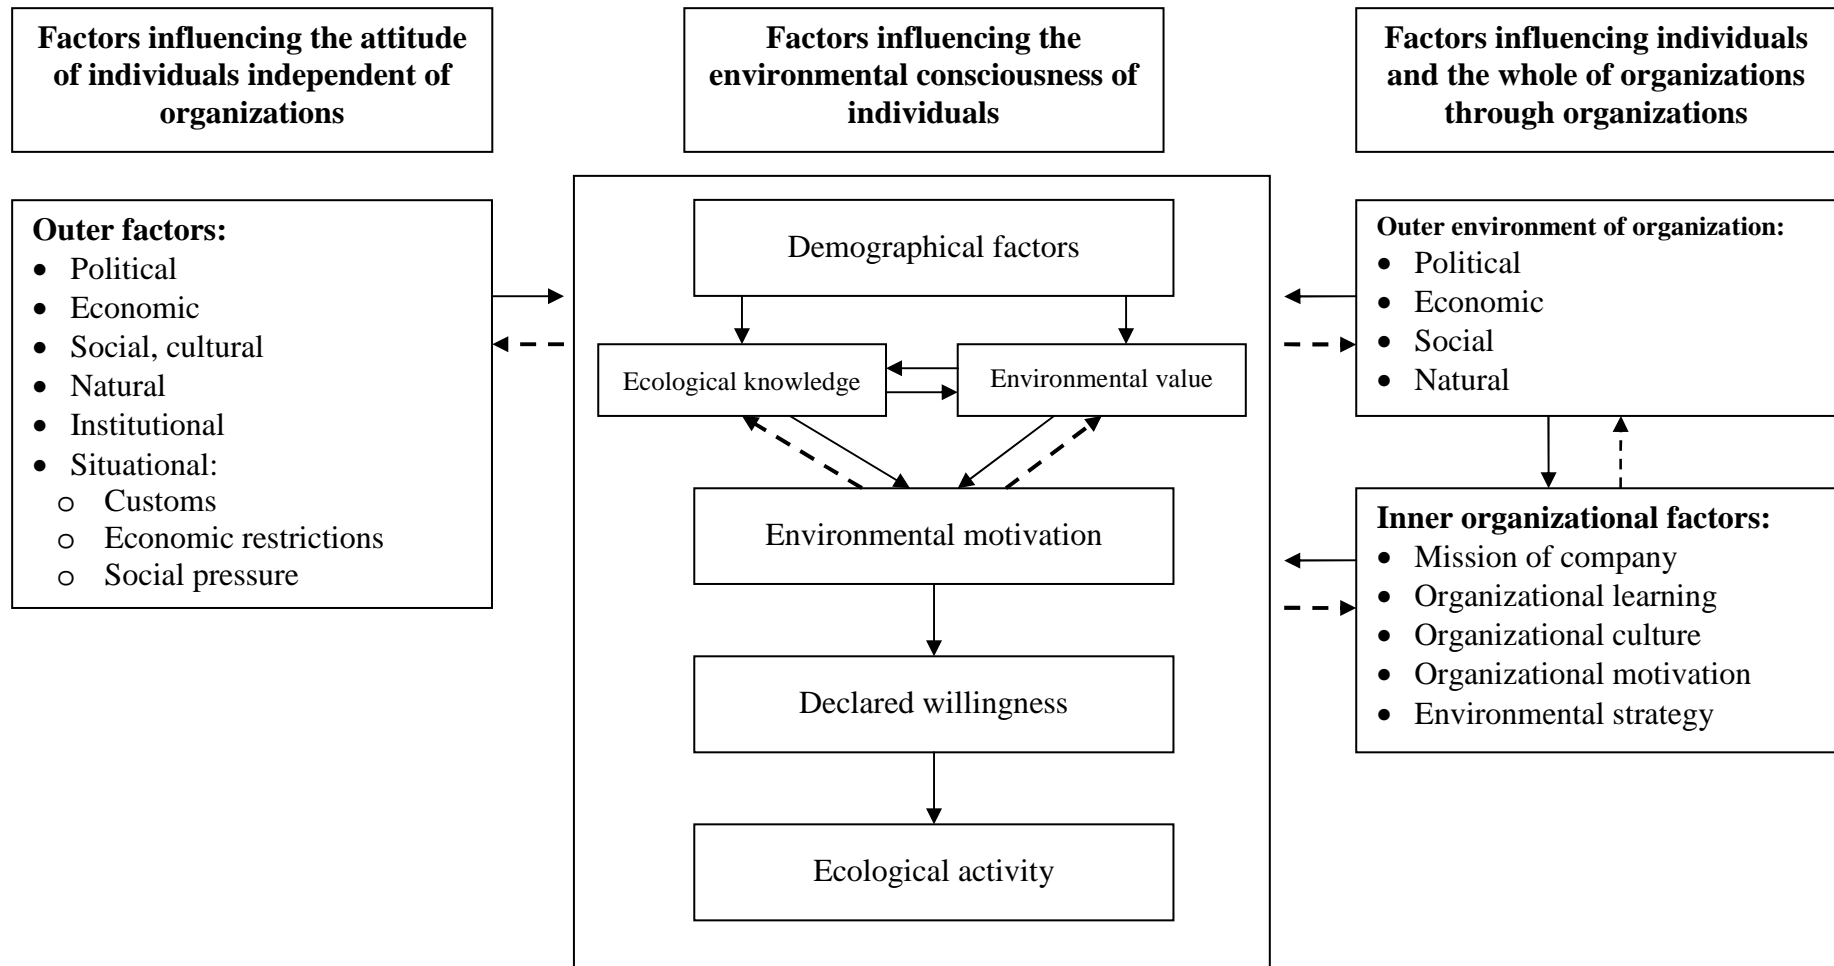 Factors influencing the attitude
of individuals independent of
organizations
Factors influencing the
environmental consciousness of
individuals
Factors influencing individuals
and the whole of organizations
through organizations
Outer factors:
• Political
• Economic
• Social, cultural
• Natural
• Institutional
• Situational:
o Customs
o Economic restrictions
o Social pressure
Demographical factors
Ecological knowledge
Environmental value
Environmental motivation
Declared willingness
Ecological activity
Outer environment of organization:
• Political
• Economic
• Social
• Natural
Inner organizational factors:
• Mission of company
• Organizational learning
• Organizational culture
• Organizational motivation
• Environmental strategy